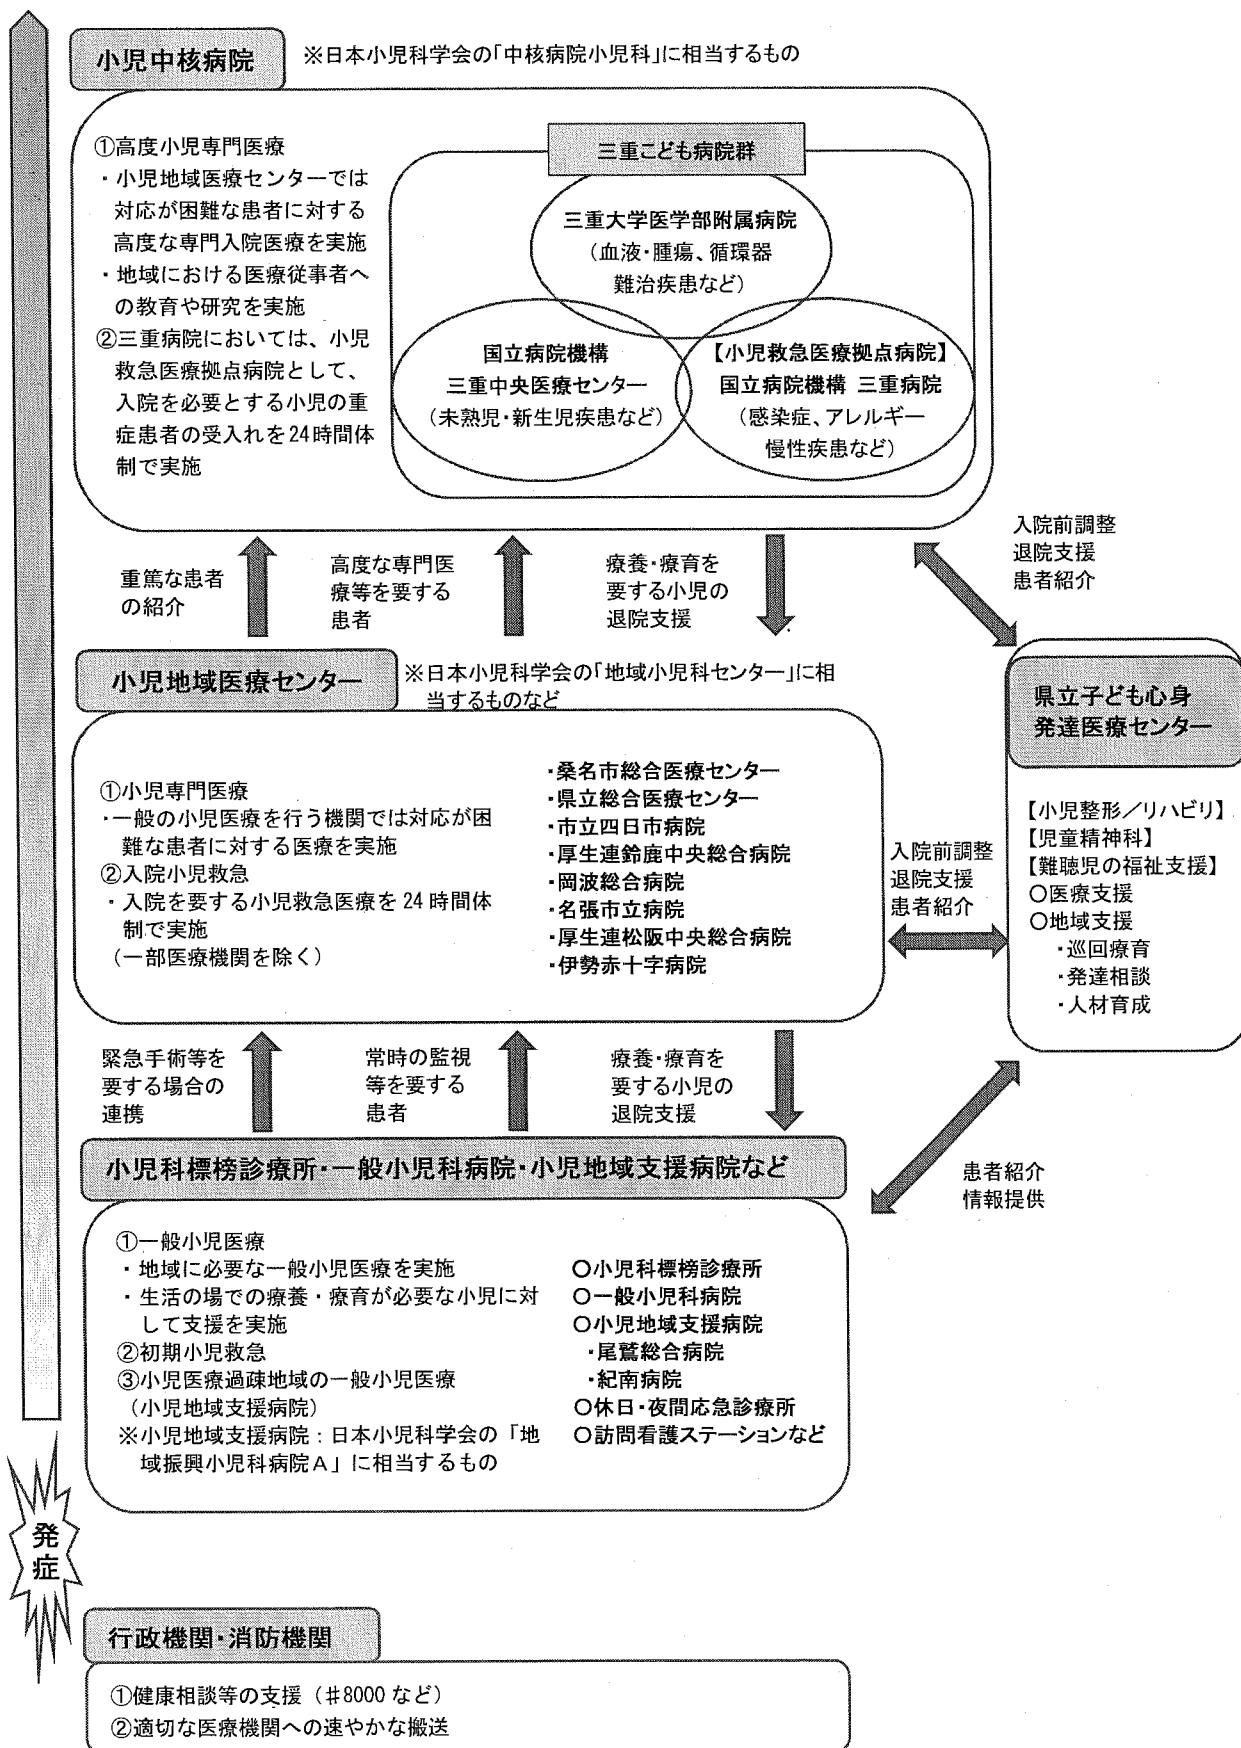 小児中核病院
※日本小児科学会の「中核病院小児科」に相当するもの
①高度小児専門医療
・小児地域医療センターでは
対応が困難な患者に対する
高度な専門入院医療を実施
・地域における医療従事者へ
の教育や研究を実施
②三重病院においては、小児
救急医療拠点病院として、
入院を必要とする小児の重
症患者の受入れを24時間体
制で実施
三重こども病院群
三重大学医学部附属病院
(血液・腫瘍、循環器
難治疾患など)
国立病院機構
三重中央医療センター
(未熟児・新生児疾患など)
【小児救急医療拠点病院】
国立病院機構 三重病院
(感染症、アレルギー
慢性疾患など)
重篤な患者
の紹介
高度な専門医
療等を要する
患者
療養・療育を
要する小児の
退院支援
入院前調整
退院支援
患者紹介
小児地域医療センター
※日本小児科学会の「地域小児科センター」に相
当するものなど
①小児専門医療
・一般の小児医療を行う機関では対応が困
難な患者に対する医療を実施
②入院小児救急
・入院を要する小児救急医療を24時間体
制で実施
(一部医療機関を除く)
・桑名市総合医療センター
・県立総合医療センター
・市立四日市病院
・厚生連鈴鹿中央総合病院
・岡波総合病院
・名張市立病院
・厚生連松阪中央総合病院
・伊勢赤十字病院
入院前調整
退院支援
患者紹介
県立子ども心身
発達医療センター
【小児整形/リハビリ】
【児童精神科】
【難聴児の福祉支援】
○医療支援
○地域支援
・巡回療育
・発達相談
・人材育成
緊急手術等を
要する場合の
連携
常時の監視
等を要する
患者
療養・療育を
要する小児の
退院支援
患者紹介
情報提供
小児科標榜診療所・一般小児科病院・小児地域支援病院など
①一般小児医療
・地域に必要な一般小児医療を実施
・生活の場での療養・療育が必要な小児に対
して支援を実施
②初期小児救急
③小児医療過疎地域の一般小児医療
(小児地域支援病院)
※小児地域支援病院:日本小児科学会の「地
域振興小児科病院A」に相当するもの
○小児科標榜診療所
○一般小児科病院
○小児地域支援病院
・尾鷲総合病院
・紀南病院
○休日・夜間応急診療所
○訪問看護ステーションなど
発
症
行政機関・消防機関
①健康相談等の支援(#8000など)
②適切な医療機関への速やかな搬送